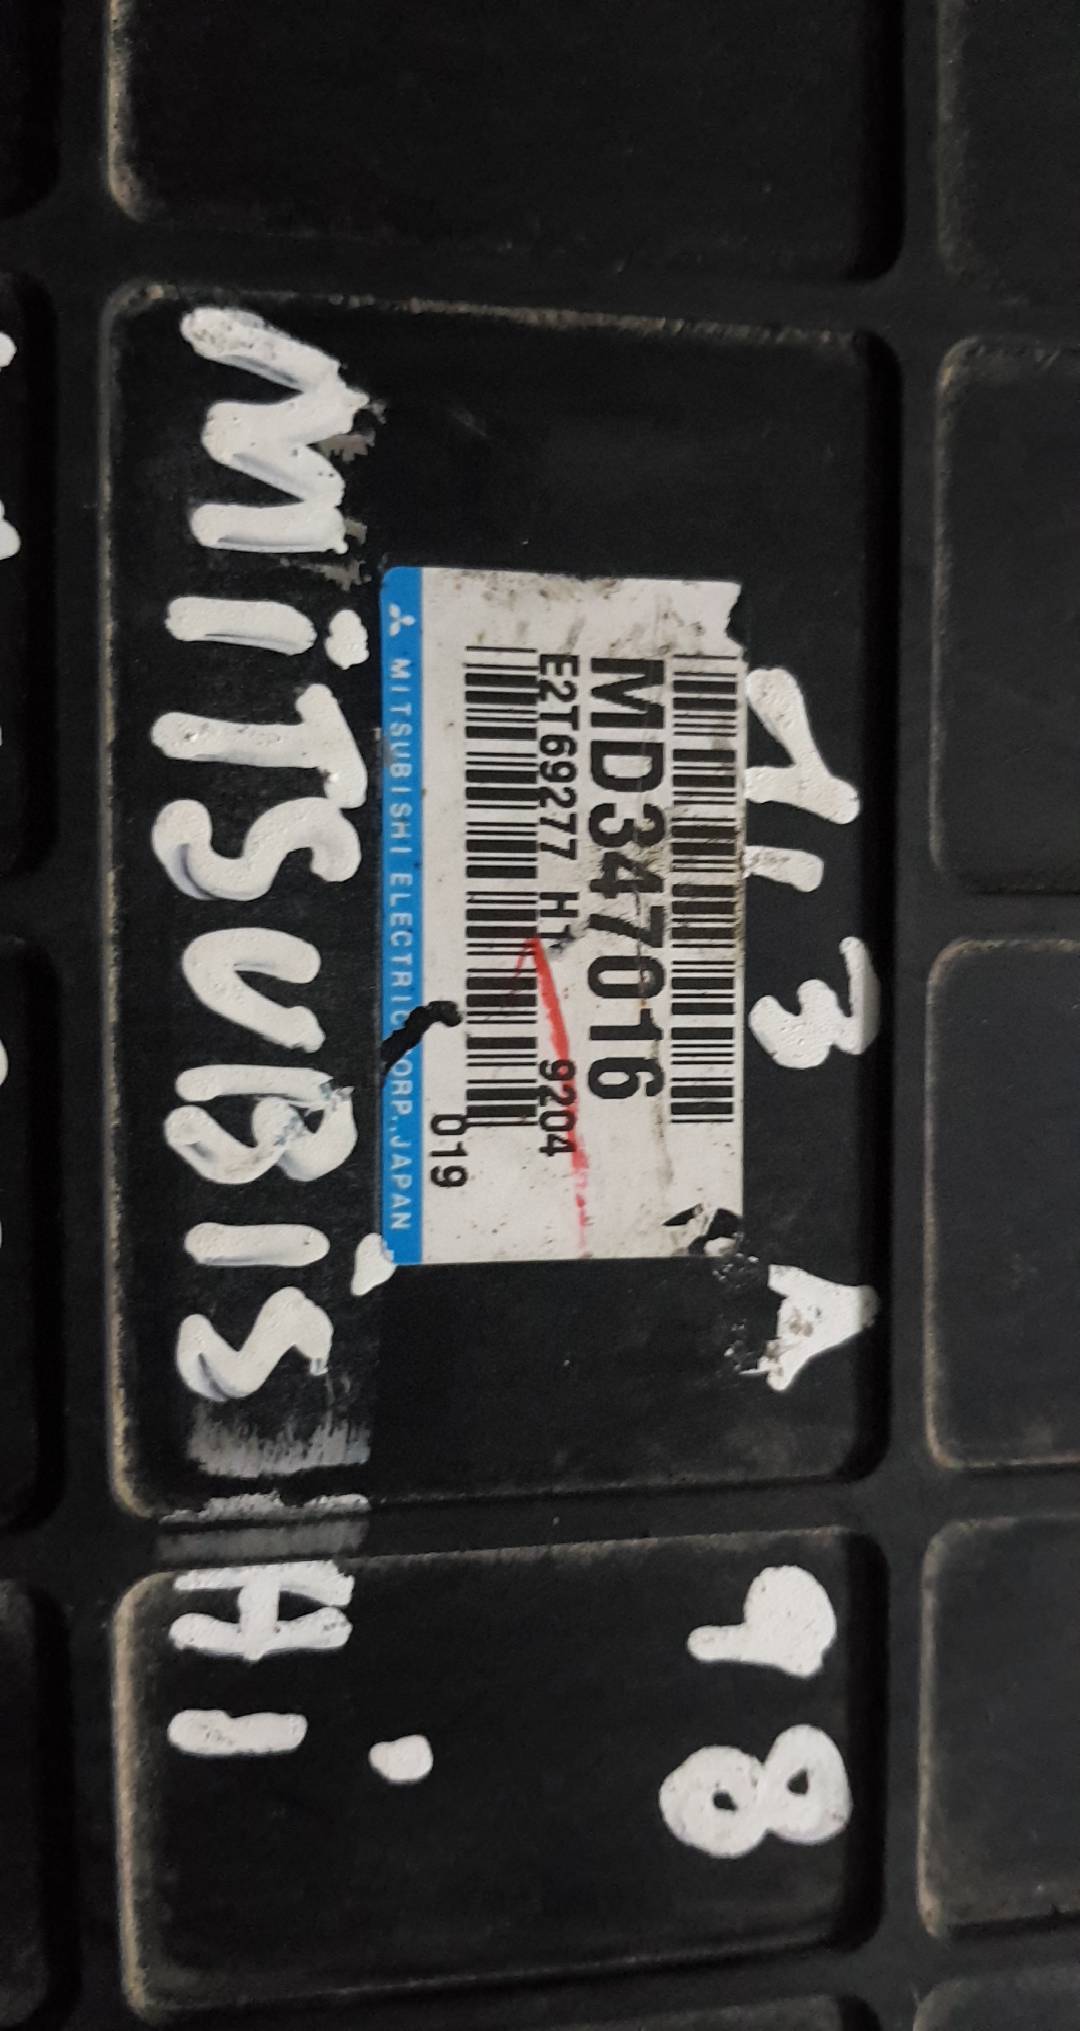 MD347016
E2T69277 H1 9204
019
MITSUBISHI ELECTRIC CORP., JAPAN
A 98
MiTSUBISHI